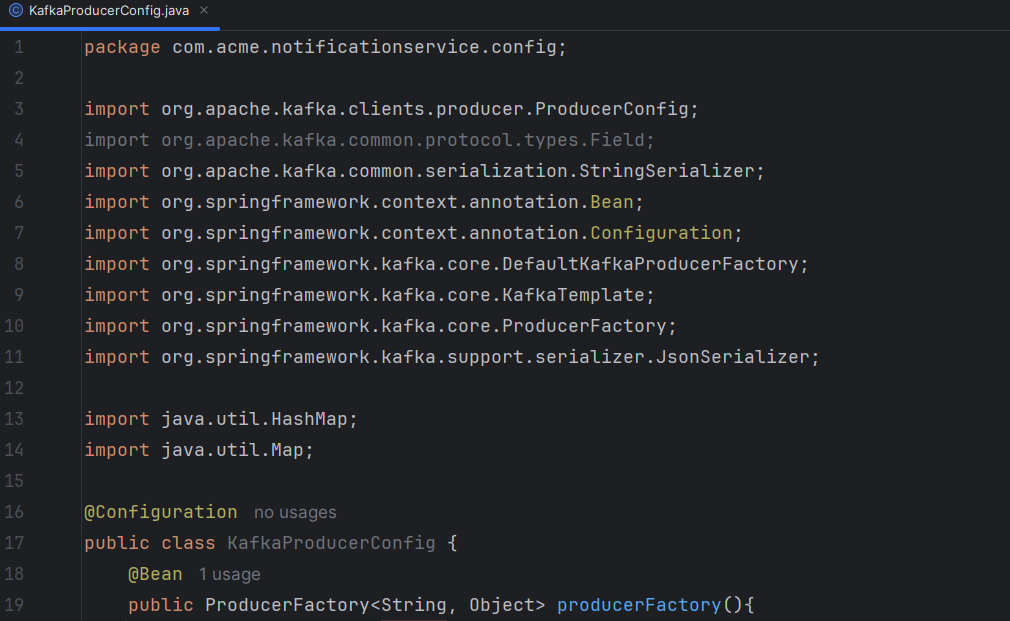 KafkaProducerConfig.java
1 package com.acme.notificationservice.config;
2
3 import org.apache.kafka.clients.producer.ProducerConfig;
4 import org.apache.kafka.common.protocol.types.Field;
5 import org.apache.kafka.common.serialization.StringSerializer;
6 import org.springframework.context.annotation.Bean;
7 import org.springframework.context.annotation.Configuration;
8 import org.springframework.kafka.core.DefaultKafkaProducerFactory;
9 import org.springframework.kafka.core.KafkaTemplate;
10 import org.springframework.kafka.core.ProducerFactory;
11 import org.springframework.kafka.support.serializer.JsonSerializer;
12
13 import java.util.HashMap;
14 import java.util.Map;
15
16 @Configuration no usages
17 public class KafkaProducerConfig {
18 @Bean 1 usage
19 public ProducerFactory<String, Object> producerFactory(){